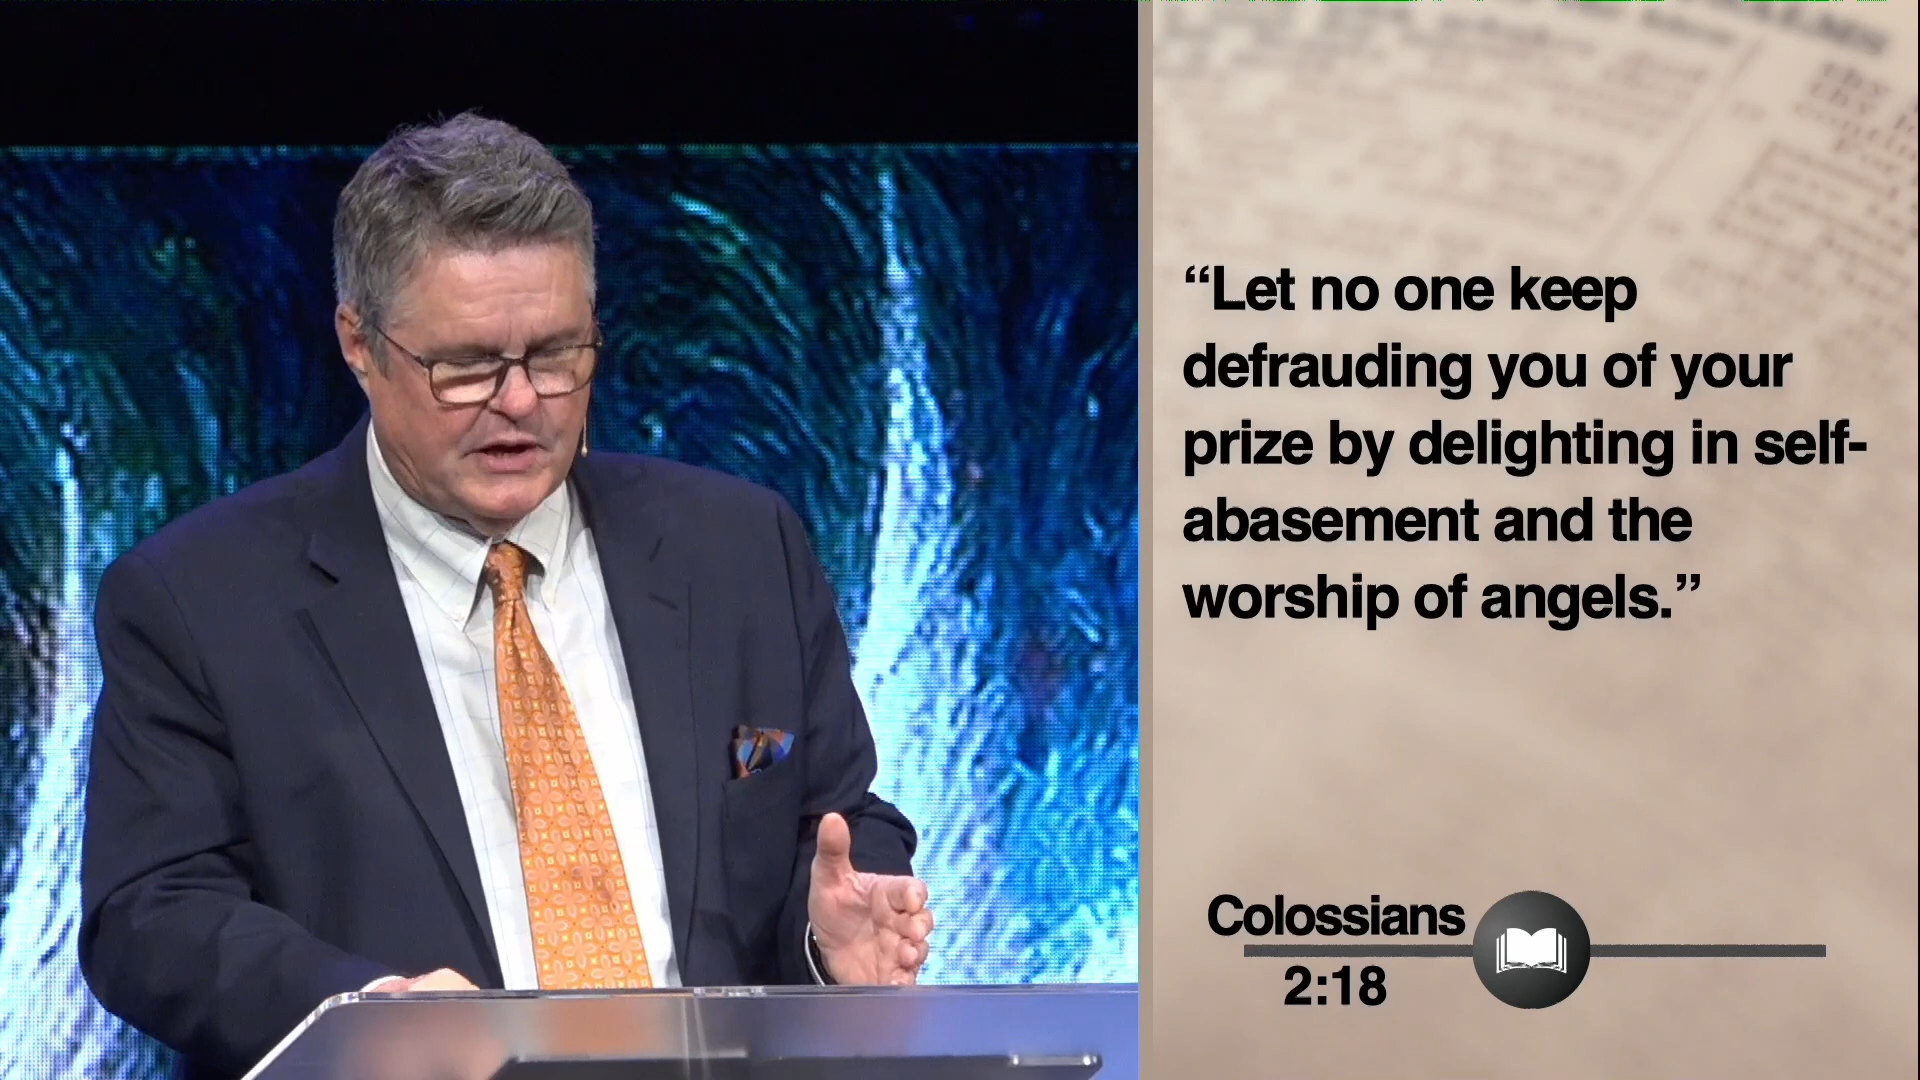 “Let no one keep
defrauding you of your
prize by delighting in self-
abasement and the
worship of angels.”
Colossians
2:18